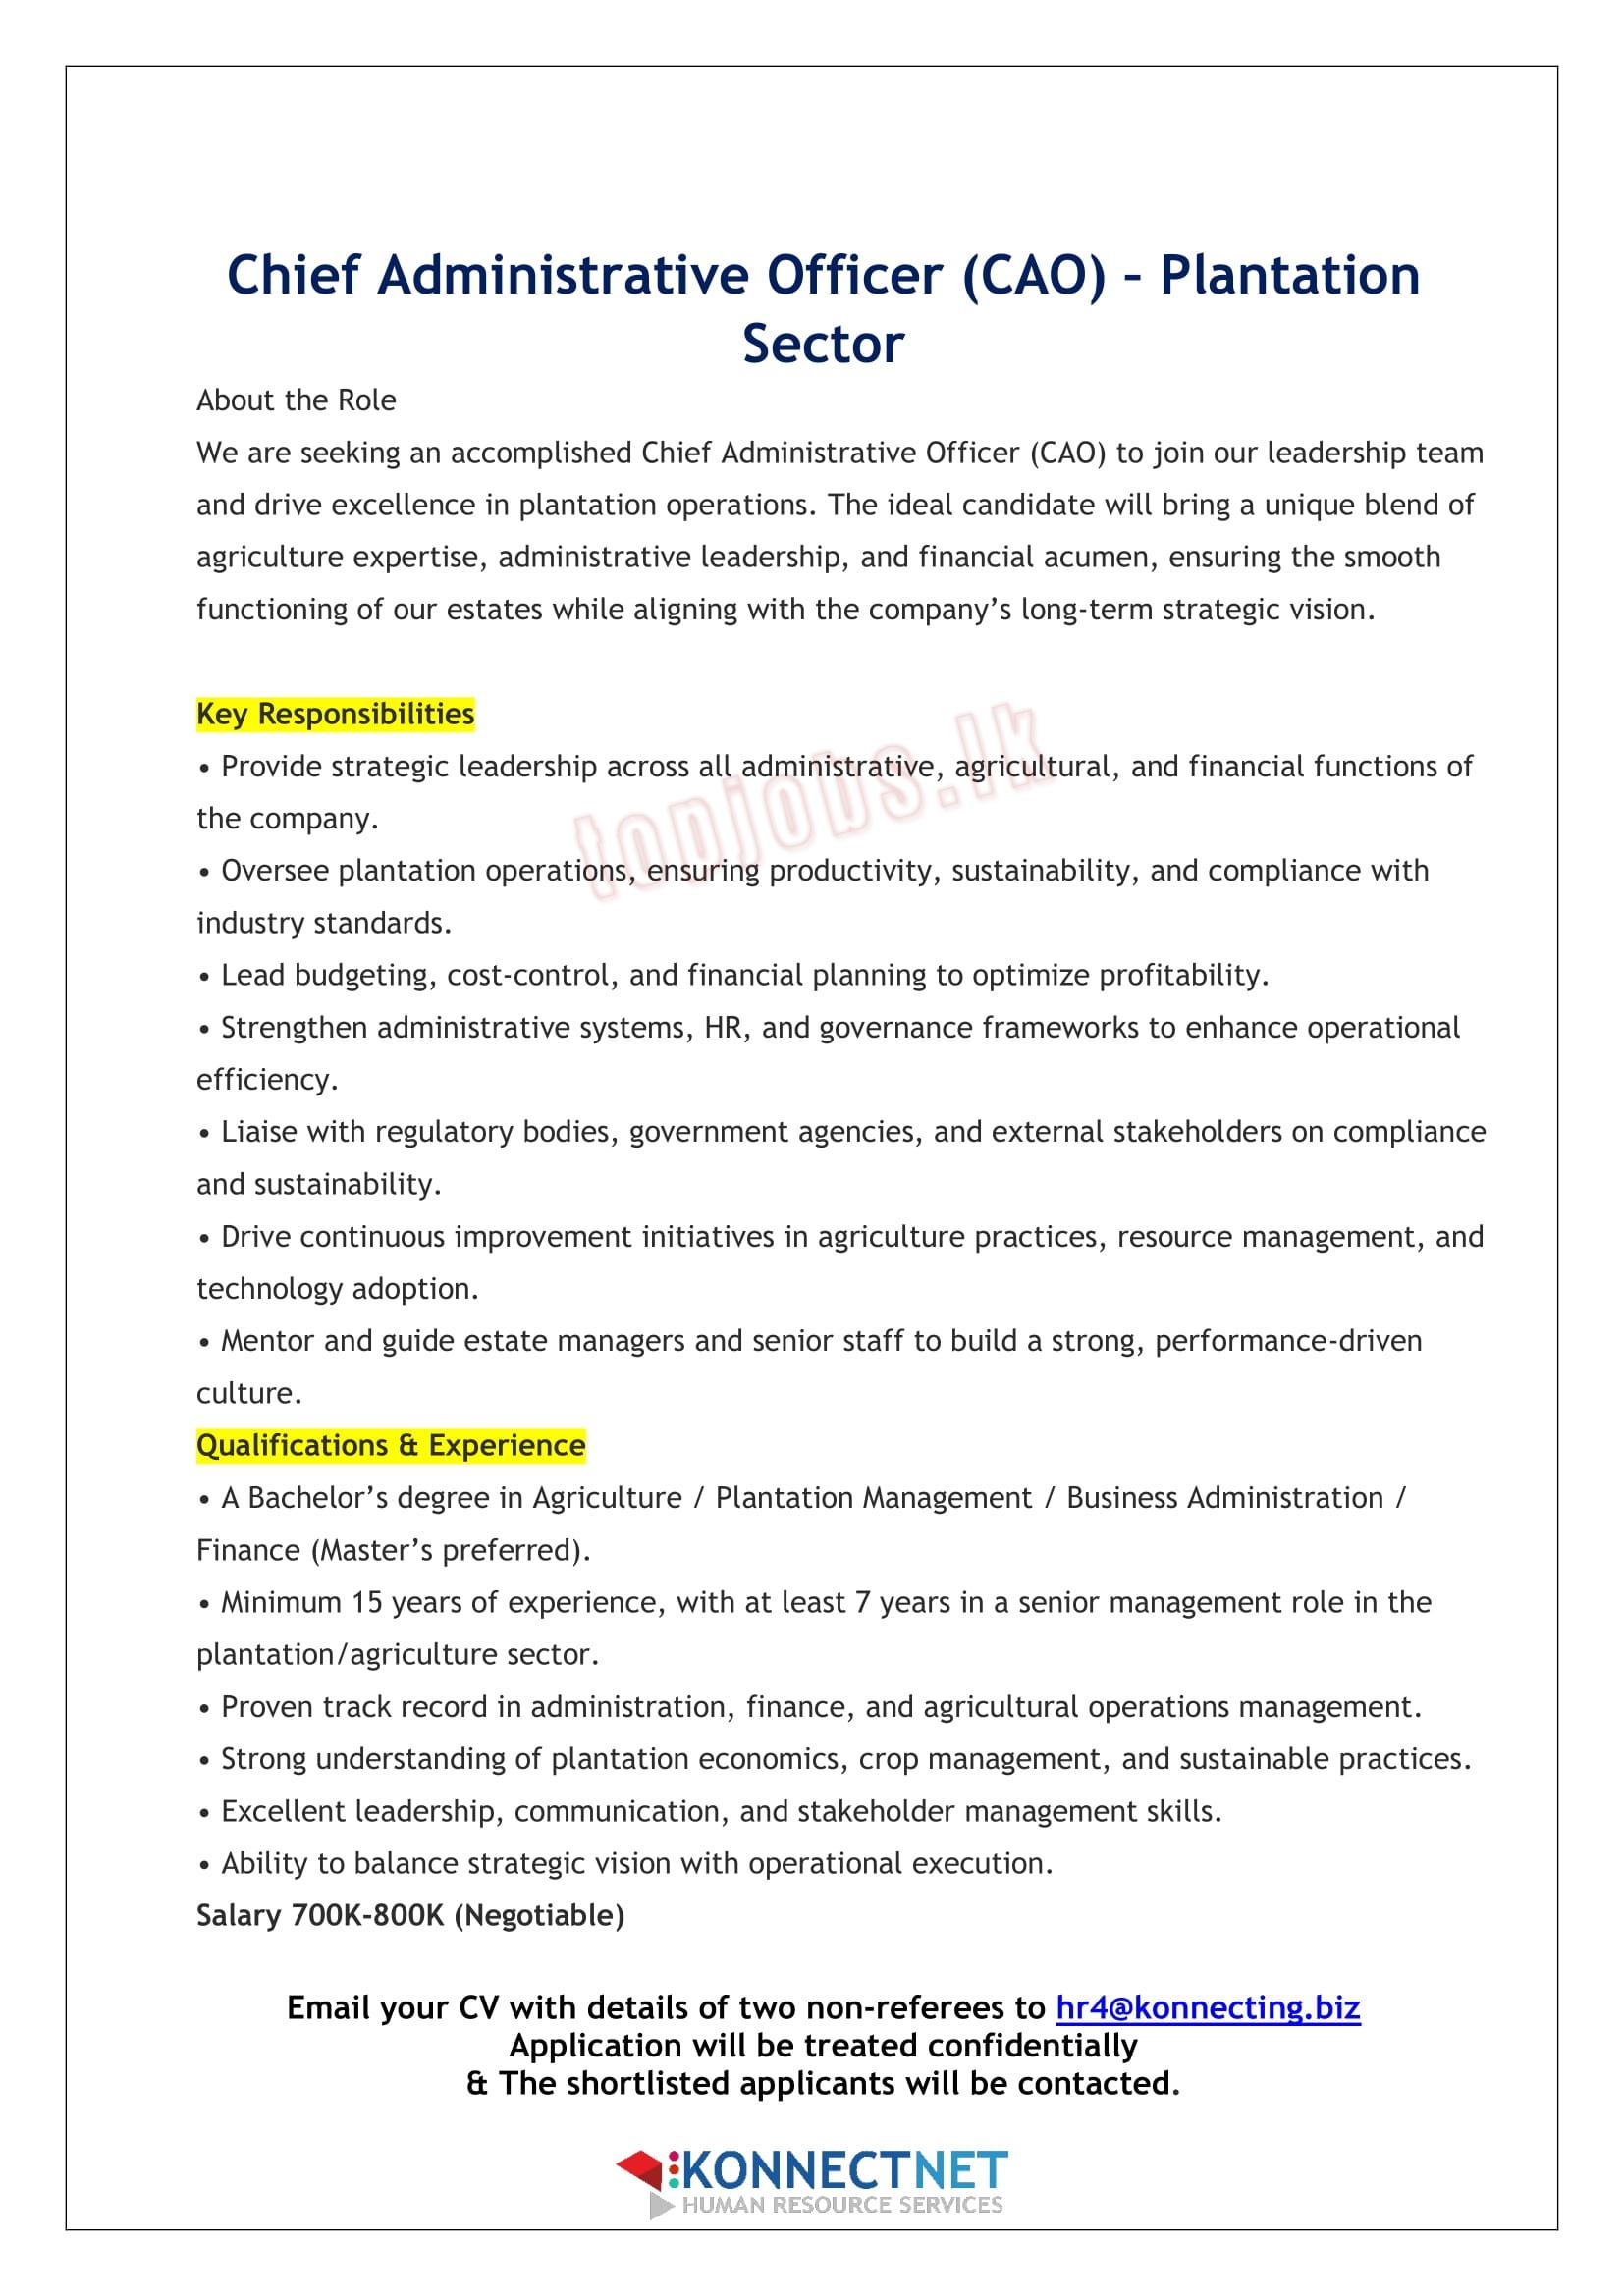 Chief Administrative Officer (CAO) – Plantation
Sector
About the Role
We are seeking an accomplished Chief Administrative Officer (CAO) to join our leadership team
and drive excellence in plantation operations. The ideal candidate will bring a unique blend of
agriculture expertise, administrative leadership, and financial acumen, ensuring the smooth
functioning of our estates while aligning with the company’s long-term strategic vision.
Key Responsibilities
• Provide strategic leadership across all administrative, agricultural, and financial functions of
the company.
topjobs.lk
• Oversee plantation operations, ensuring productivity, sustainability, and compliance with
industry standards.
• Lead budgeting, cost-control, and financial planning to optimize profitability.
• Strengthen administrative systems, HR, and governance frameworks to enhance operational
efficiency.
• Liaise with regulatory bodies, government agencies, and external stakeholders on compliance
and sustainability.
• Drive continuous improvement initiatives in agriculture practices, resource management, and
technology adoption.
• Mentor and guide estate managers and senior staff to build a strong, performance-driven
culture.
Qualifications & Experience
• A Bachelor’s degree in Agriculture / Plantation Management / Business Administration /
Finance (Master’s preferred).
• Minimum 15 years of experience, with at least 7 years in a senior management role in the
plantation/agriculture sector.
• Proven track record in administration, finance, and agricultural operations management.
• Strong understanding of plantation economics, crop management, and sustainable practices.
• Excellent leadership, communication, and stakeholder management skills.
• Ability to balance strategic vision with operational execution.
Salary 700K-800K (Negotiable)
Email your CV with details of two non-referees to hr4@konnecting.biz
Application will be treated confidentially
& The shortlisted applicants will be contacted.
KONNECTNET
HUMAN RESOURCE SERVICES